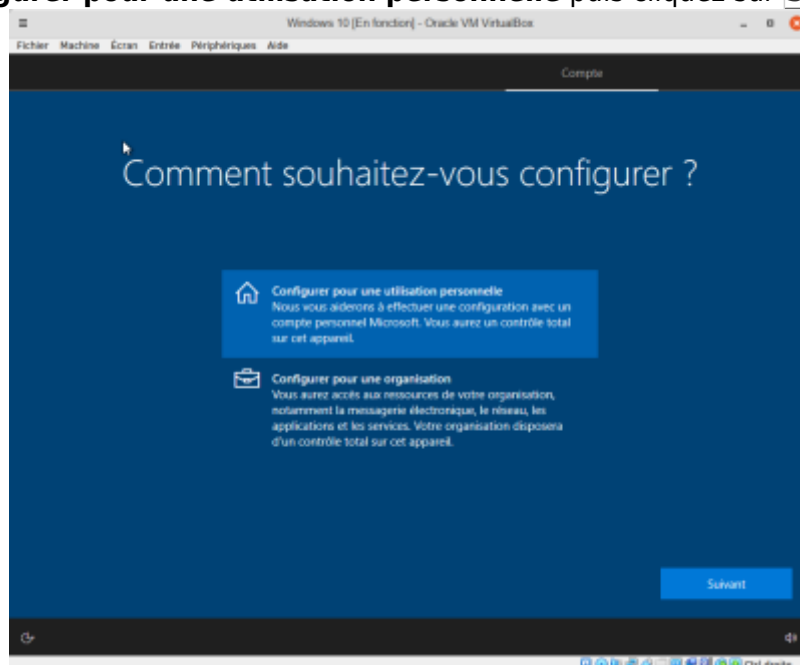 gurer pour une utilisation personnelle puis cliquez sur
Windows 10 [En fonction] - Oracle VM VirtualBox
Fichier Machine Écran Entrée Périphériques Aide
Compte
Comment souhaitez-vous configurer ?
Configurer pour une utilisation personnelle
Nous vous aiderons à effectuer une configuration avec un
compte personnel Microsoft. Vous aurez un contrôle total
sur cet appareil.
Configurer pour une organisation
Vous aurez accès aux ressources de votre organisation,
notamment la messagerie électronique, le réseau, les
applications et les services. Votre organisation disposera
d'un contrôle total sur cet appareil.
Suivant